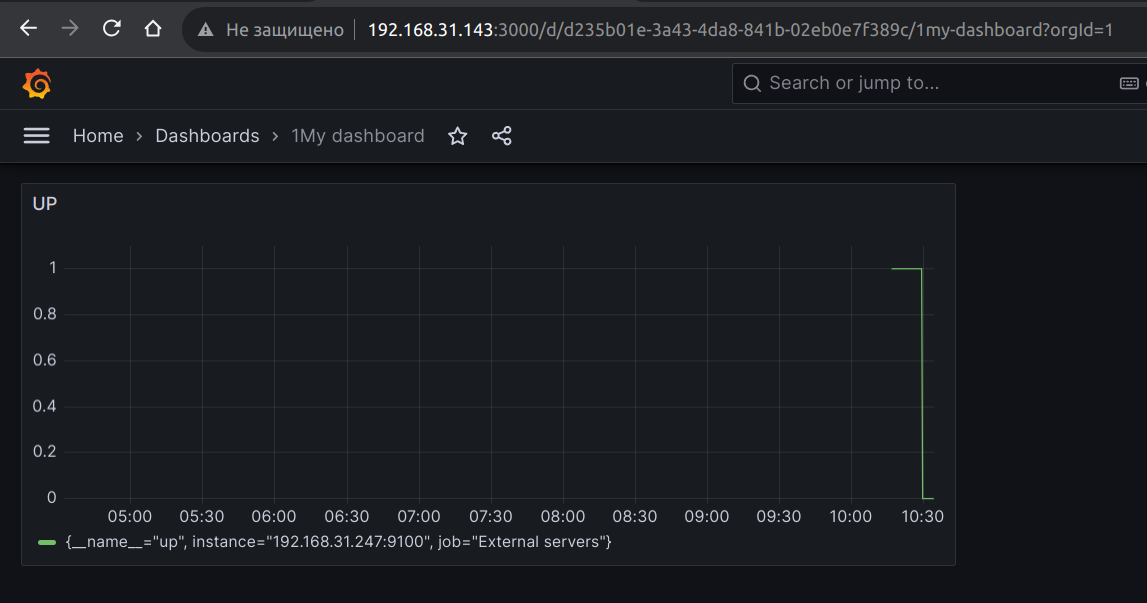 Не защищено 192.168.31.143:3000/d/d235b01e-3a43-4da8-841b-02eb0e7f389c/1my-dashboard?orgId=1
Search or jump to...
Home › Dashboards › 1My dashboard
UP
1
0.8
0.6
0.4
0.2
0
05:00 05:30 06:00 06:30 07:00 07:30 08:00 08:30 09:00 09:30 10:00 10:30
{__name__="up", instance="192.168.31.247:9100", job="External servers"}